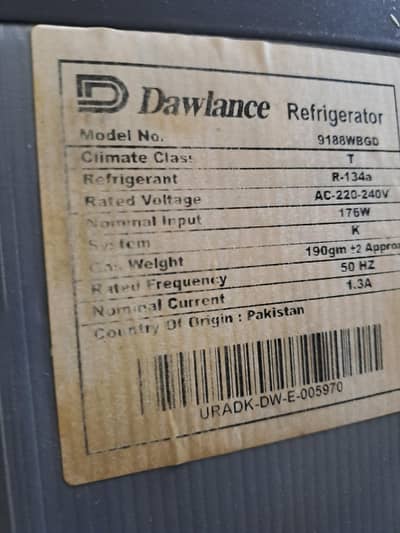 Dawlance Refrigerator
Model No. 9188WBGD
Climate Class T
Refrigerant R-134a
Rated Voltage AC-220-240V
Nominal Input 176W
System K
Gas Weight 190gm ±2 Approx
Rated Frequency 50 HZ
Nominal Current 1.3A
Country Of Origin : Pakistan
URADK-DW-E-005970